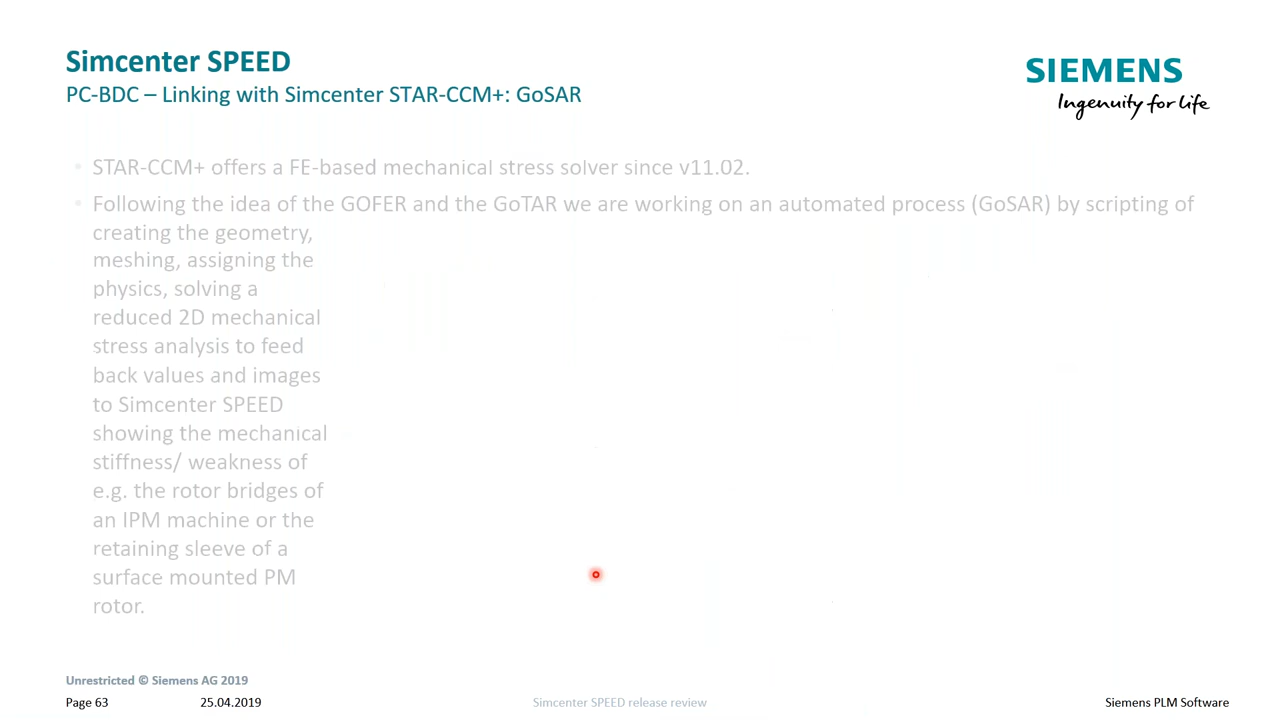 Simcenter SPEED
PC-BDC – Linking with Simcenter STAR-CCM+: GoSAR
SIEMENS
Ingenuity for life
• STAR-CCM+ offers a FE-based mechanical stress solver since v11.02.
• Following the idea of the GOFER and the GoTAR we are working on an automated process (GoSAR) by scripting of
creating the geometry,
meshing, assigning the
physics, solving a
reduced 2D mechanical
stress analysis to feed
back values and images
to Simcenter SPEED
showing the mechanical
stiffness/ weakness of
e.g. the rotor bridges of
an IPM machine or the
retaining sleeve of a
surface mounted PM
rotor.
Unrestricted © Siemens AG 2019
Page 63 25.04.2019 Simcenter SPEED release review Siemens PLM Software